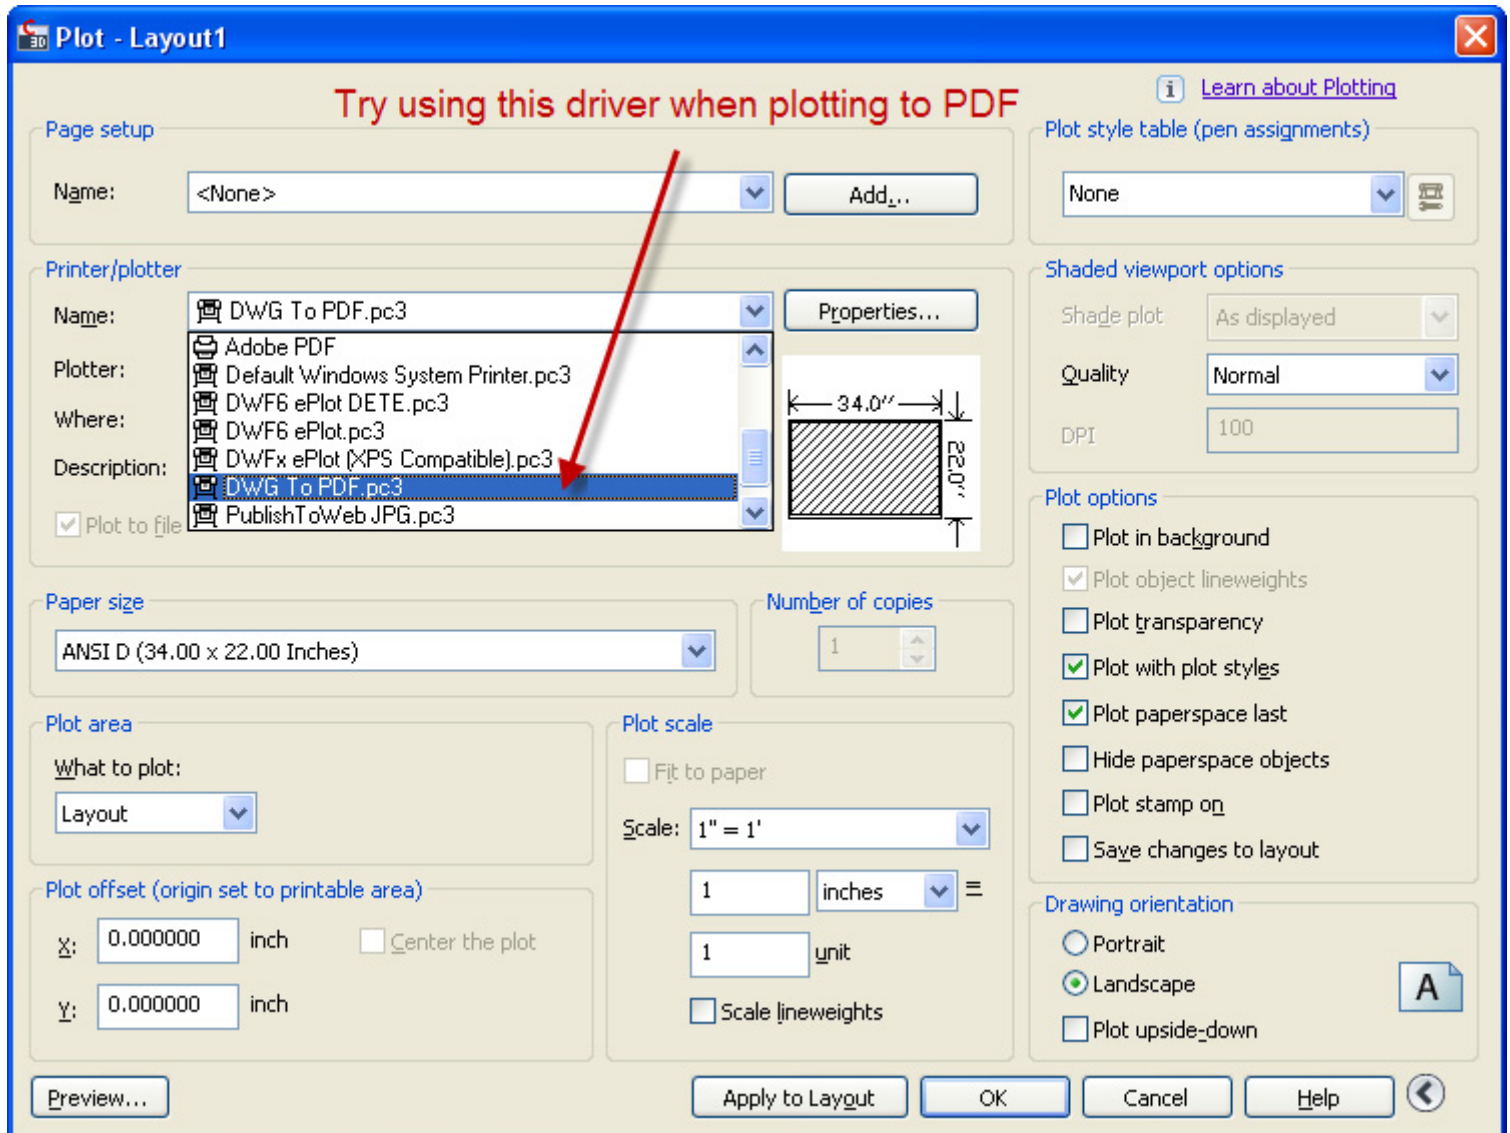 Plot - Layout1
Try using this driver when plotting to PDF
i Learn about Plotting
Page setup
Name: <None> Add...
Plot style table (pen assignments)
None
Printer/plotter
Name: DWG To PDF.pc3 Properties...
Adobe PDF
Default Windows System Printer.pc3
DWF6 ePlot DETE.pc3
DWF6 ePlot.pc3
DWFx ePlot (XPS Compatible).pc3
DWG To PDF.pc3
PublishToWeb JPG.pc3
Plotter:
Where:
Description:
Plot to file
34.0''
22.0''
Shaded viewport options
Shade plot As displayed
Quality Normal
DPI 100
Paper size
ANSI D (34.00 x 22.00 Inches)
Number of copies
1
Plot options
Plot in background
Plot object lineweights
Plot transparency
Plot with plot styles
Plot paperspace last
Hide paperspace objects
Plot stamp on
Save changes to layout
Plot area
What to plot:
Layout
Plot scale
Fit to paper
Scale: 1" = 1'
1 inches =
1 unit
Scale lineweights
Plot offset (origin set to printable area)
X: 0.000000 inch Center the plot
Y: 0.000000 inch
Drawing orientation
Portrait
Landscape
Plot upside-down
A
Preview... Apply to Layout OK Cancel Help